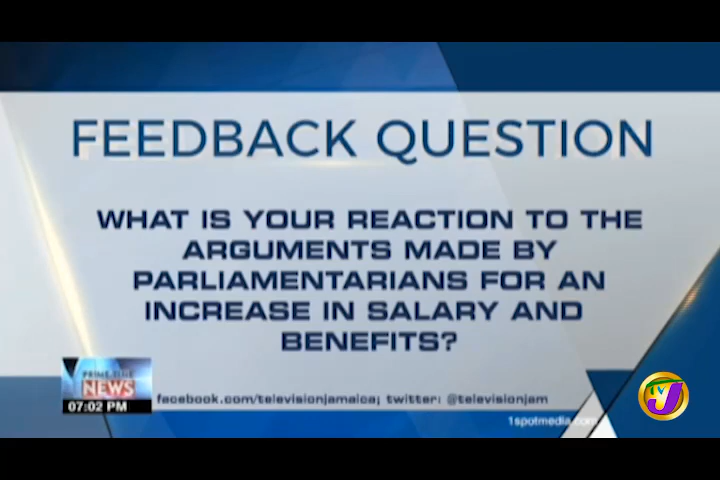 FEEDBACK QUESTION
WHAT IS YOUR REACTION TO THE
ARGUMENTS MADE BY
PARLIAMENTARIANS FOR AN
INCREASE IN SALARY AND
BENEFITS?
PRIME TIME
NEWS
07:02 PM
facebook.com/televisionjamaica; twitter: @televisionjam
1spotmedia.com
TVJ